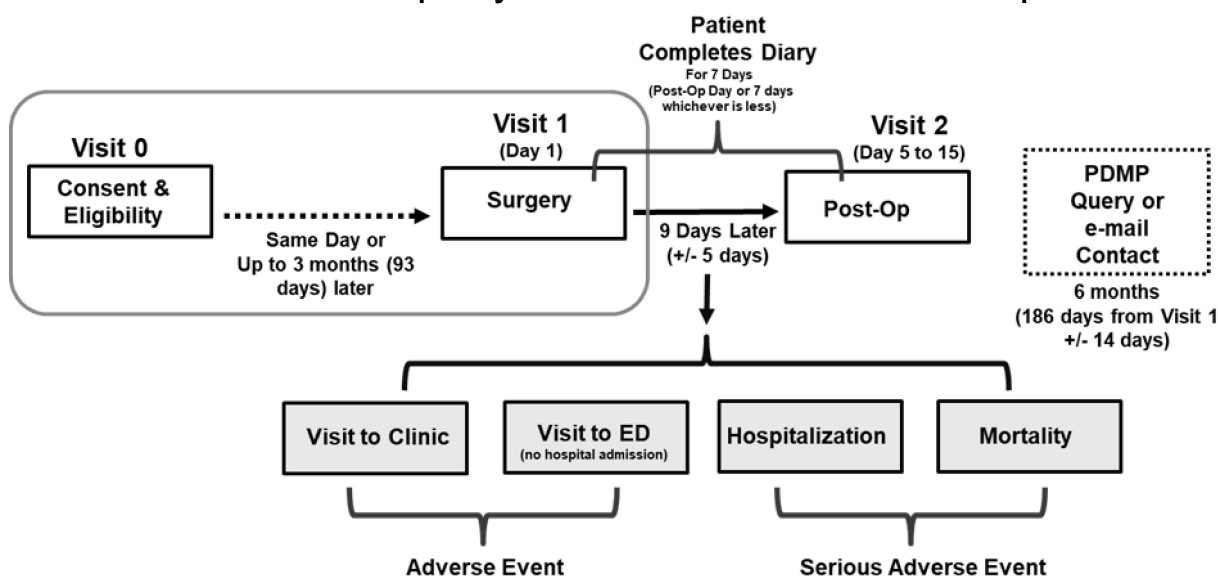 Patient
Completes Diary
For 7 Days
(Post-Op Day or 7 days
whichever is less)
Visit 0
Consent &
Eligibility
Same Day or
Up to 3 months (93
days) later
Visit 1
(Day 1)
Surgery
9 Days Later
(+/- 5 days)
Visit 2
(Day 5 to 15)
Post-Op
PDMP
Query or
e-mail
Contact
6 months
(186 days from Visit 1
+/- 14 days)
Visit to Clinic
Visit to ED
(no hospital admission)
Hospitalization
Mortality
Adverse Event
Serious Adverse Event